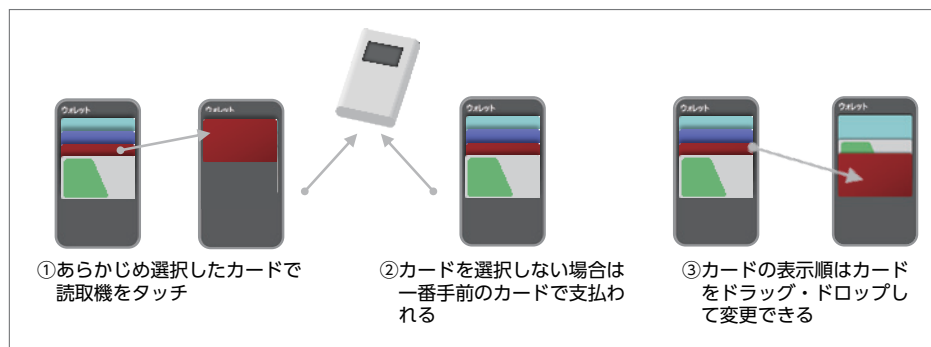 ウォレット
ウォレット
ウォレット
ウォレット
ウォレット
①あらかじめ選択したカードで
読取機をタッチ
②カードを選択しない場合は
一番手前のカードで支払わ
れる
③カードの表示順はカード
をドラッグ・ドロップし
て変更できる